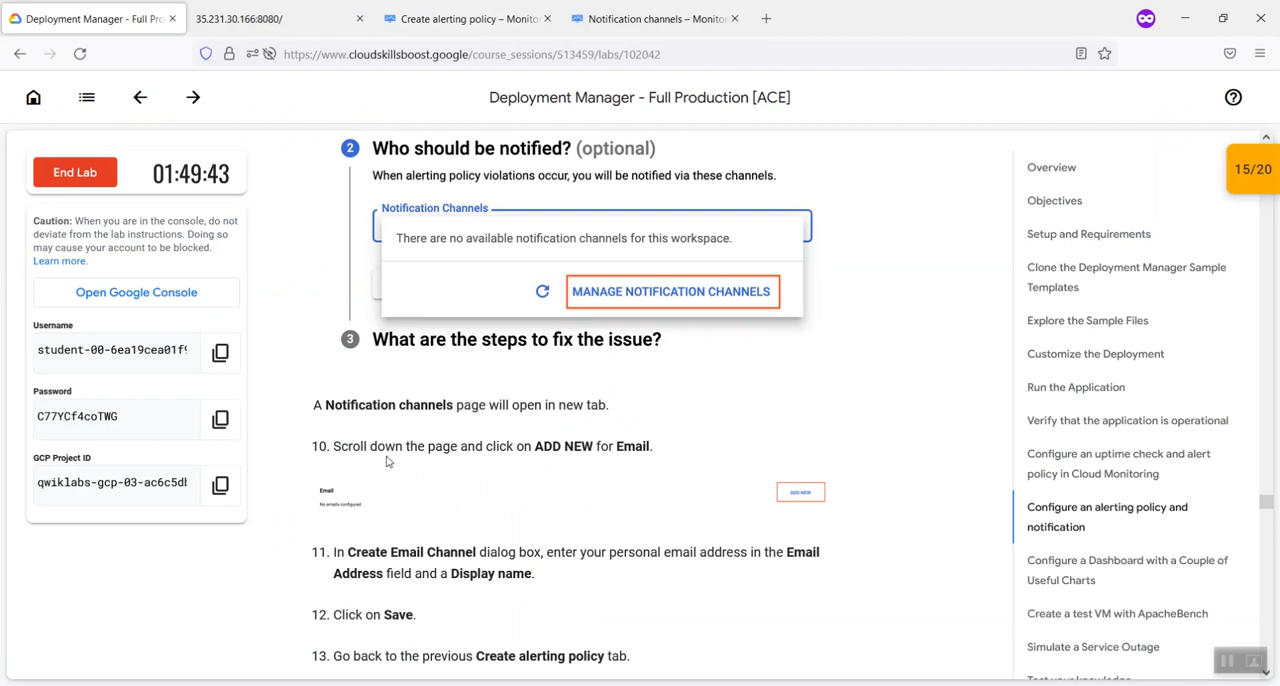 Deployment Manager - Full Pro
35.231.30.166:8080/
Create alerting policy – Monito
Notification channels – Monito
https://www.cloudskillsboost.google/course_sessions/513459/labs/102042
Deployment Manager - Full Production [ACE]
End Lab
01:49:43
Caution: When you are in the console, do not
deviate from the lab instructions. Doing so
may cause your account to be blocked.
Learn more.
Open Google Console
Username
student-00-6ea19cea01f9
Password
C77YCf4coTWG
GCP Project ID
qwiklabs-gcp-03-ac6c5db
2
Who should be notified? (optional)
When alerting policy violations occur, you will be notified via these channels.
Notification Channels
There are no available notification channels for this workspace.
MANAGE NOTIFICATION CHANNELS
3
What are the steps to fix the issue?
A Notification channels page will open in new tab.
10. Scroll down the page and click on ADD NEW for Email.
Email
No emails configured
ADD NEW
11. In Create Email Channel dialog box, enter your personal email address in the Email
Address field and a Display name.
12. Click on Save.
13. Go back to the previous Create alerting policy tab.
15/20
Overview
Objectives
Setup and Requirements
Clone the Deployment Manager Sample
Templates
Explore the Sample Files
Customize the Deployment
Run the Application
Verify that the application is operational
Configure an uptime check and alert
policy in Cloud Monitoring
Configure an alerting policy and
notification
Configure a Dashboard with a Couple of
Useful Charts
Create a test VM with ApacheBench
Simulate a Service Outage
Test your knowledge